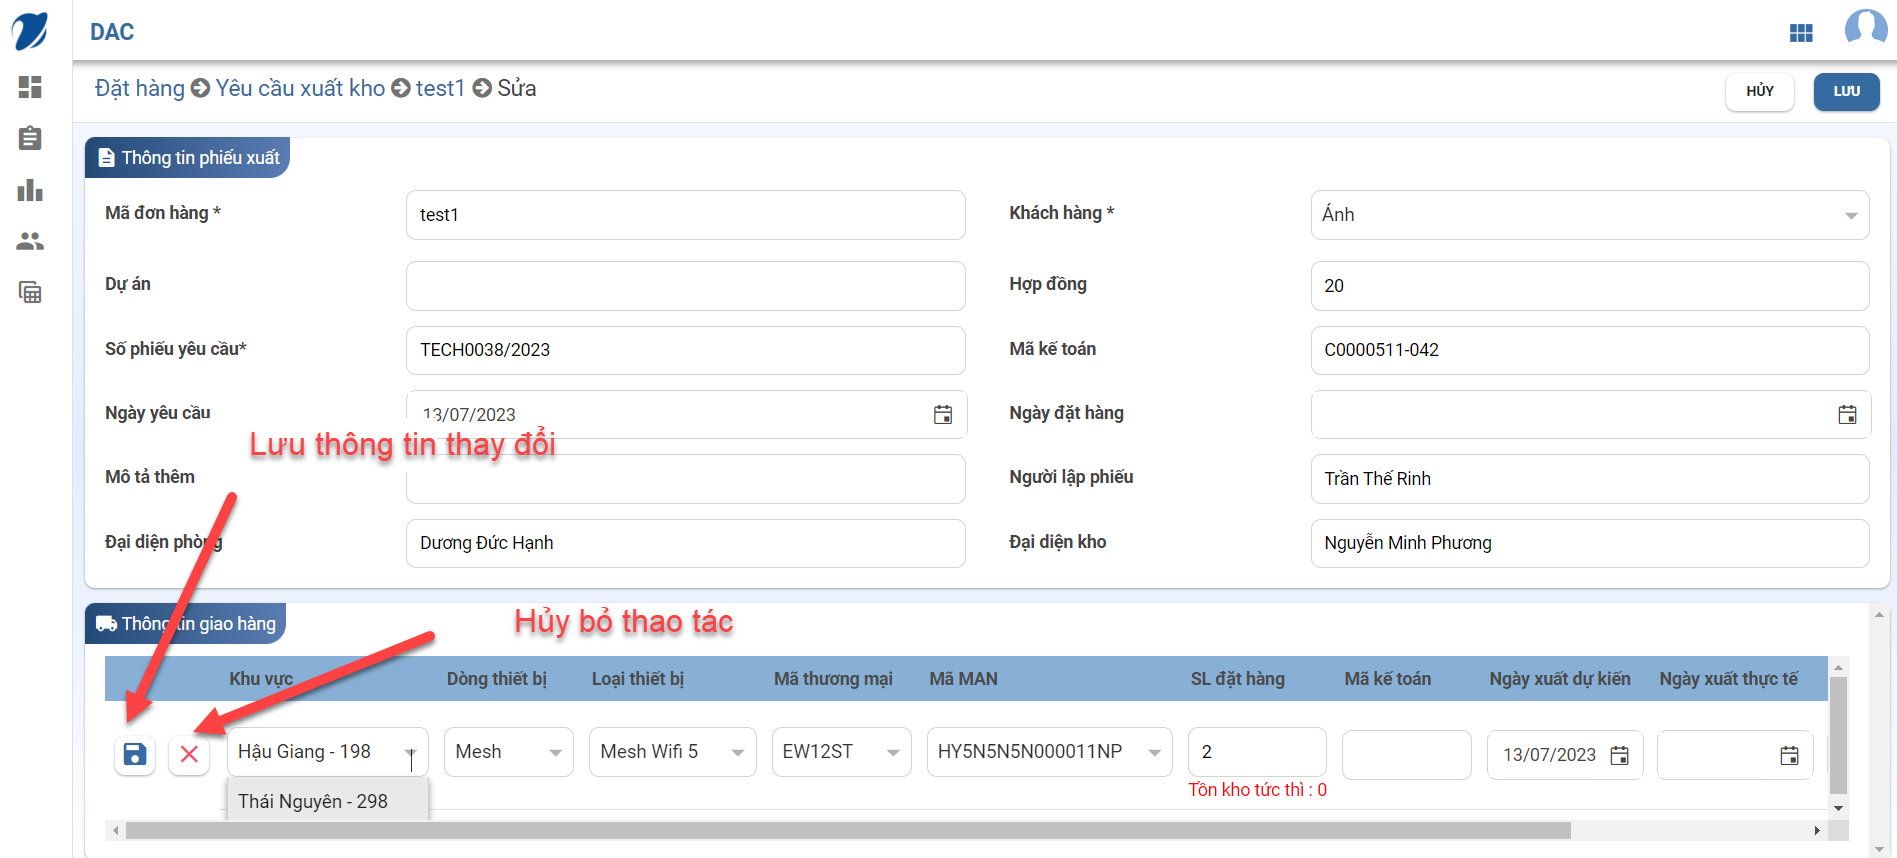 DAC
Đặt hàng Yêu cầu xuất kho test1 Sửa
HỦY LƯU
Thông tin phiếu xuất
Mã đơn hàng * test1 Khách hàng * Ánh
Dự án Hợp đồng 20
Số phiếu yêu cầu* TECH0038/2023 Mã kế toán C0000511-042
Ngày yêu cầu 13/07/2023 Ngày đặt hàng
Lưu thông tin thay đổi
Mô tả thêm Người lập phiếu Trần Thế Rinh
Đại diện phòng Dương Đức Hạnh Đại diện kho Nguyễn Minh Phương
Thông tin giao hàng
Hủy bỏ thao tác
Khu vực Dòng thiết bị Loại thiết bị Mã thương mại Mã MAN SL đặt hàng Mã kế toán Ngày xuất dự kiến Ngày xuất thực tế
Hậu Giang - 198 Mesh Mesh Wifi 5 EW12ST HY5N5N5N000011NP 2 13/07/2023
Tồn kho tức thì : 0
Thái Nguyên - 298